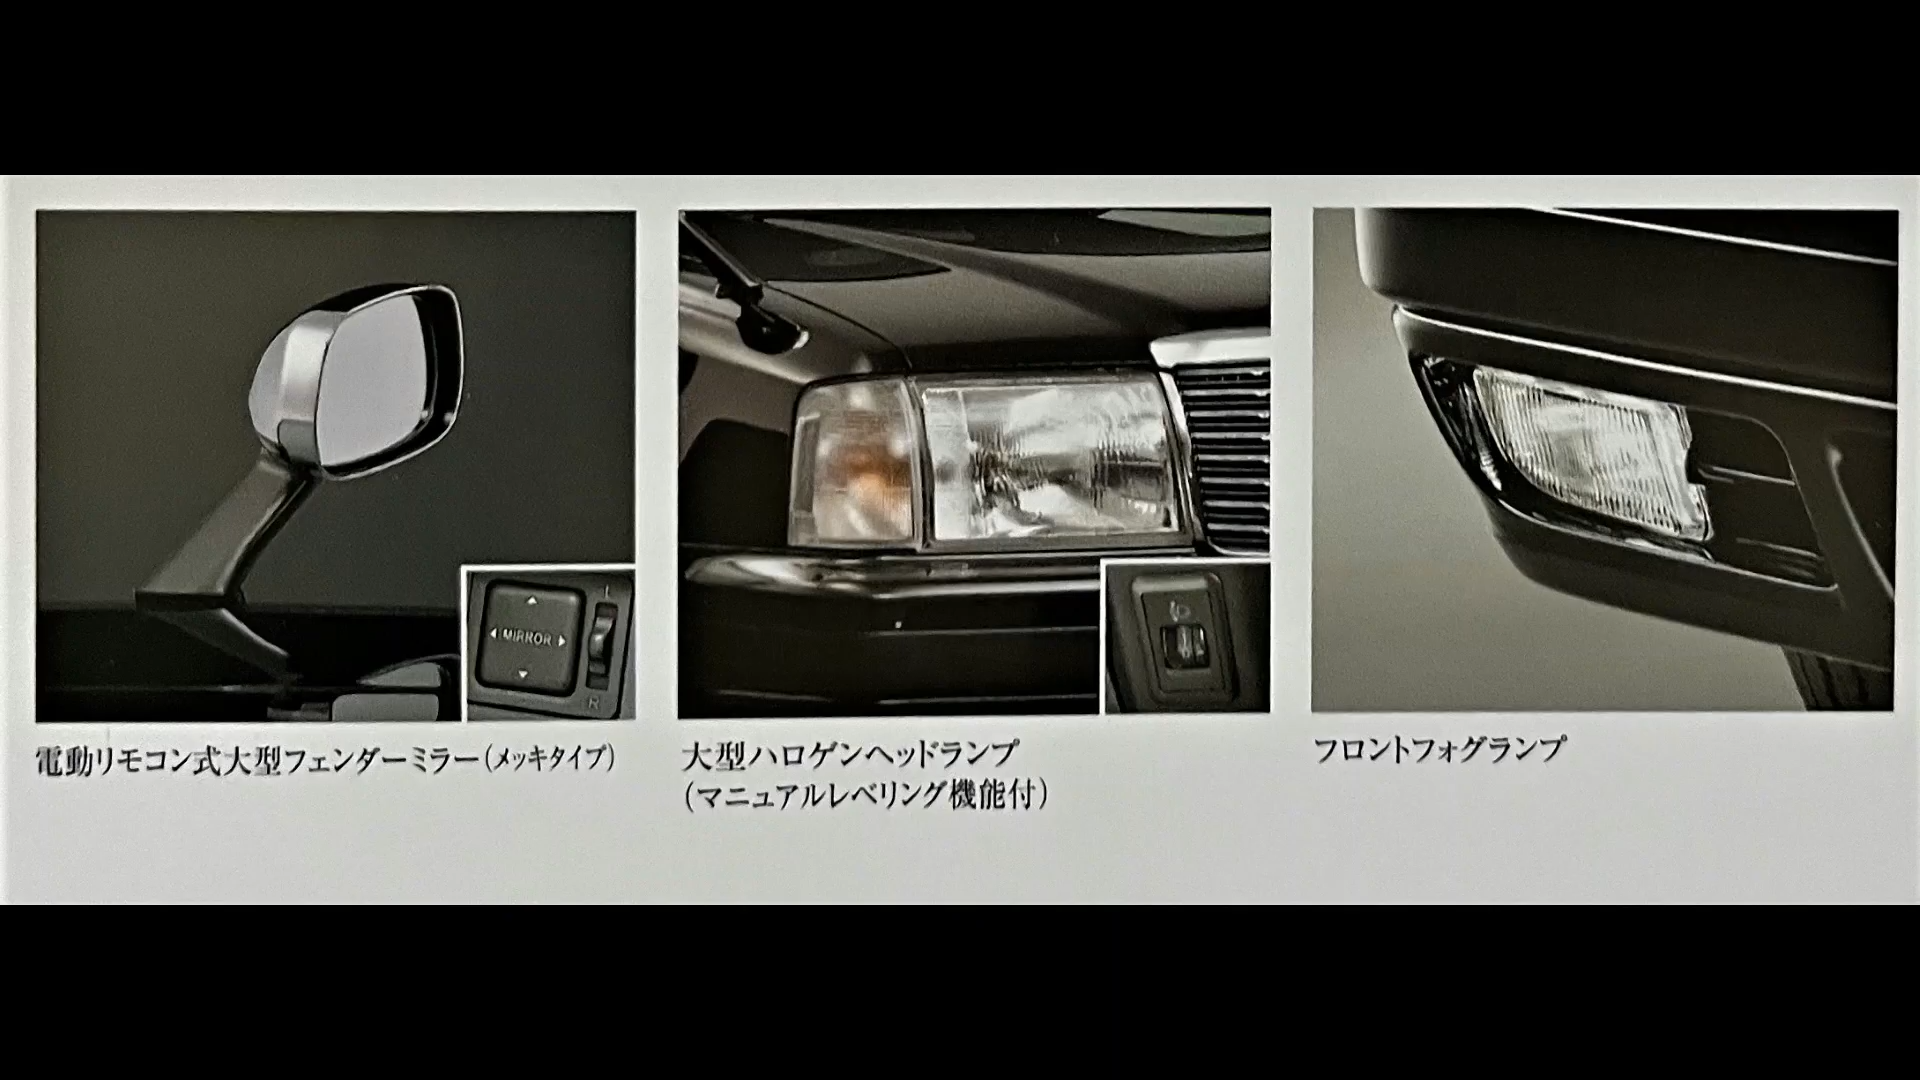 MIRROR
L
R
電動リモコン式大型フェンダーミラー(メッキタイプ)
大型ハロゲンヘッドランプ
(マニュアルレベリング機能付)
フロントフォグランプ